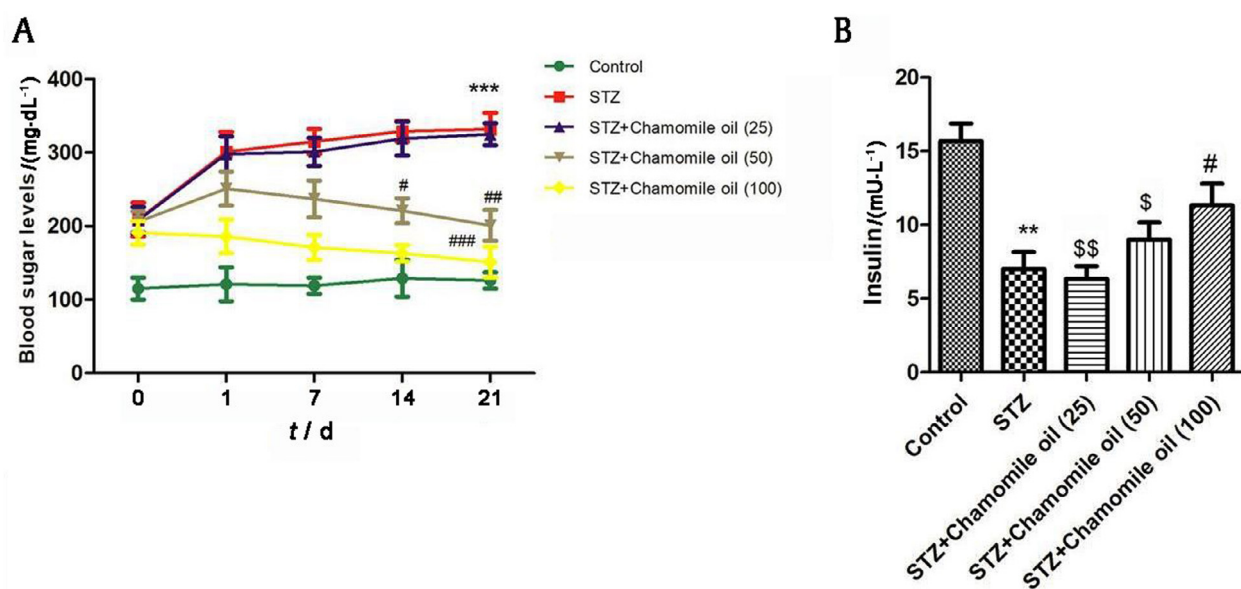 A
Blood sugar levels/(mg·dL⁻¹)
400
300
200
100
0
***
#
##
###
0 1 7 14 21
t / d
Control
STZ
STZ+Chamomile oil (25)
STZ+Chamomile oil (50)
STZ+Chamomile oil (100)
B
Insulin/(mU·L⁻¹)
20
15
10
5
0
**
$$
$
#
Control
STZ
STZ+Chamomile oil (25)
STZ+Chamomile oil (50)
STZ+Chamomile oil (100)